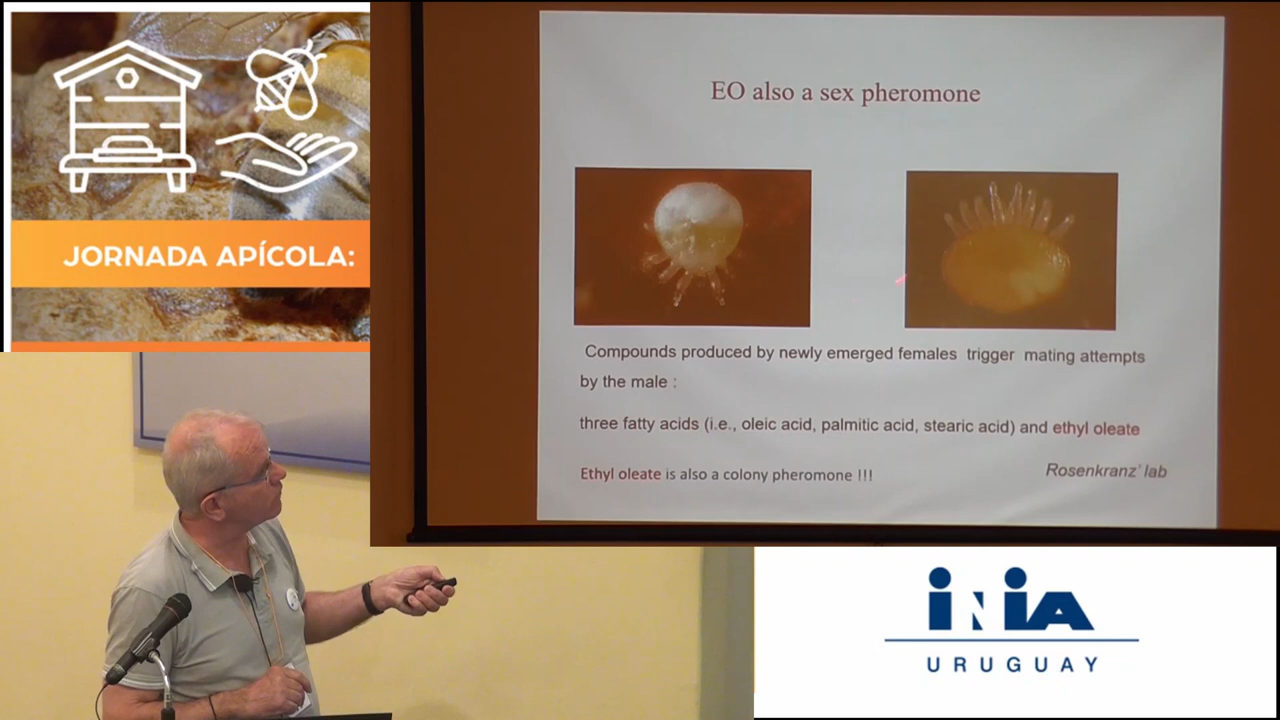 JORNADA APÍCOLA:
EO also a sex pheromone
Compounds produced by newly emerged females trigger mating attempts
by the male :
three fatty acids (i.e., oleic acid, palmitic acid, stearic acid) and ethyl oleate
Ethyl oleate is also a colony pheromone !!!
Rosenkranz' lab
INIA
URUGUAY